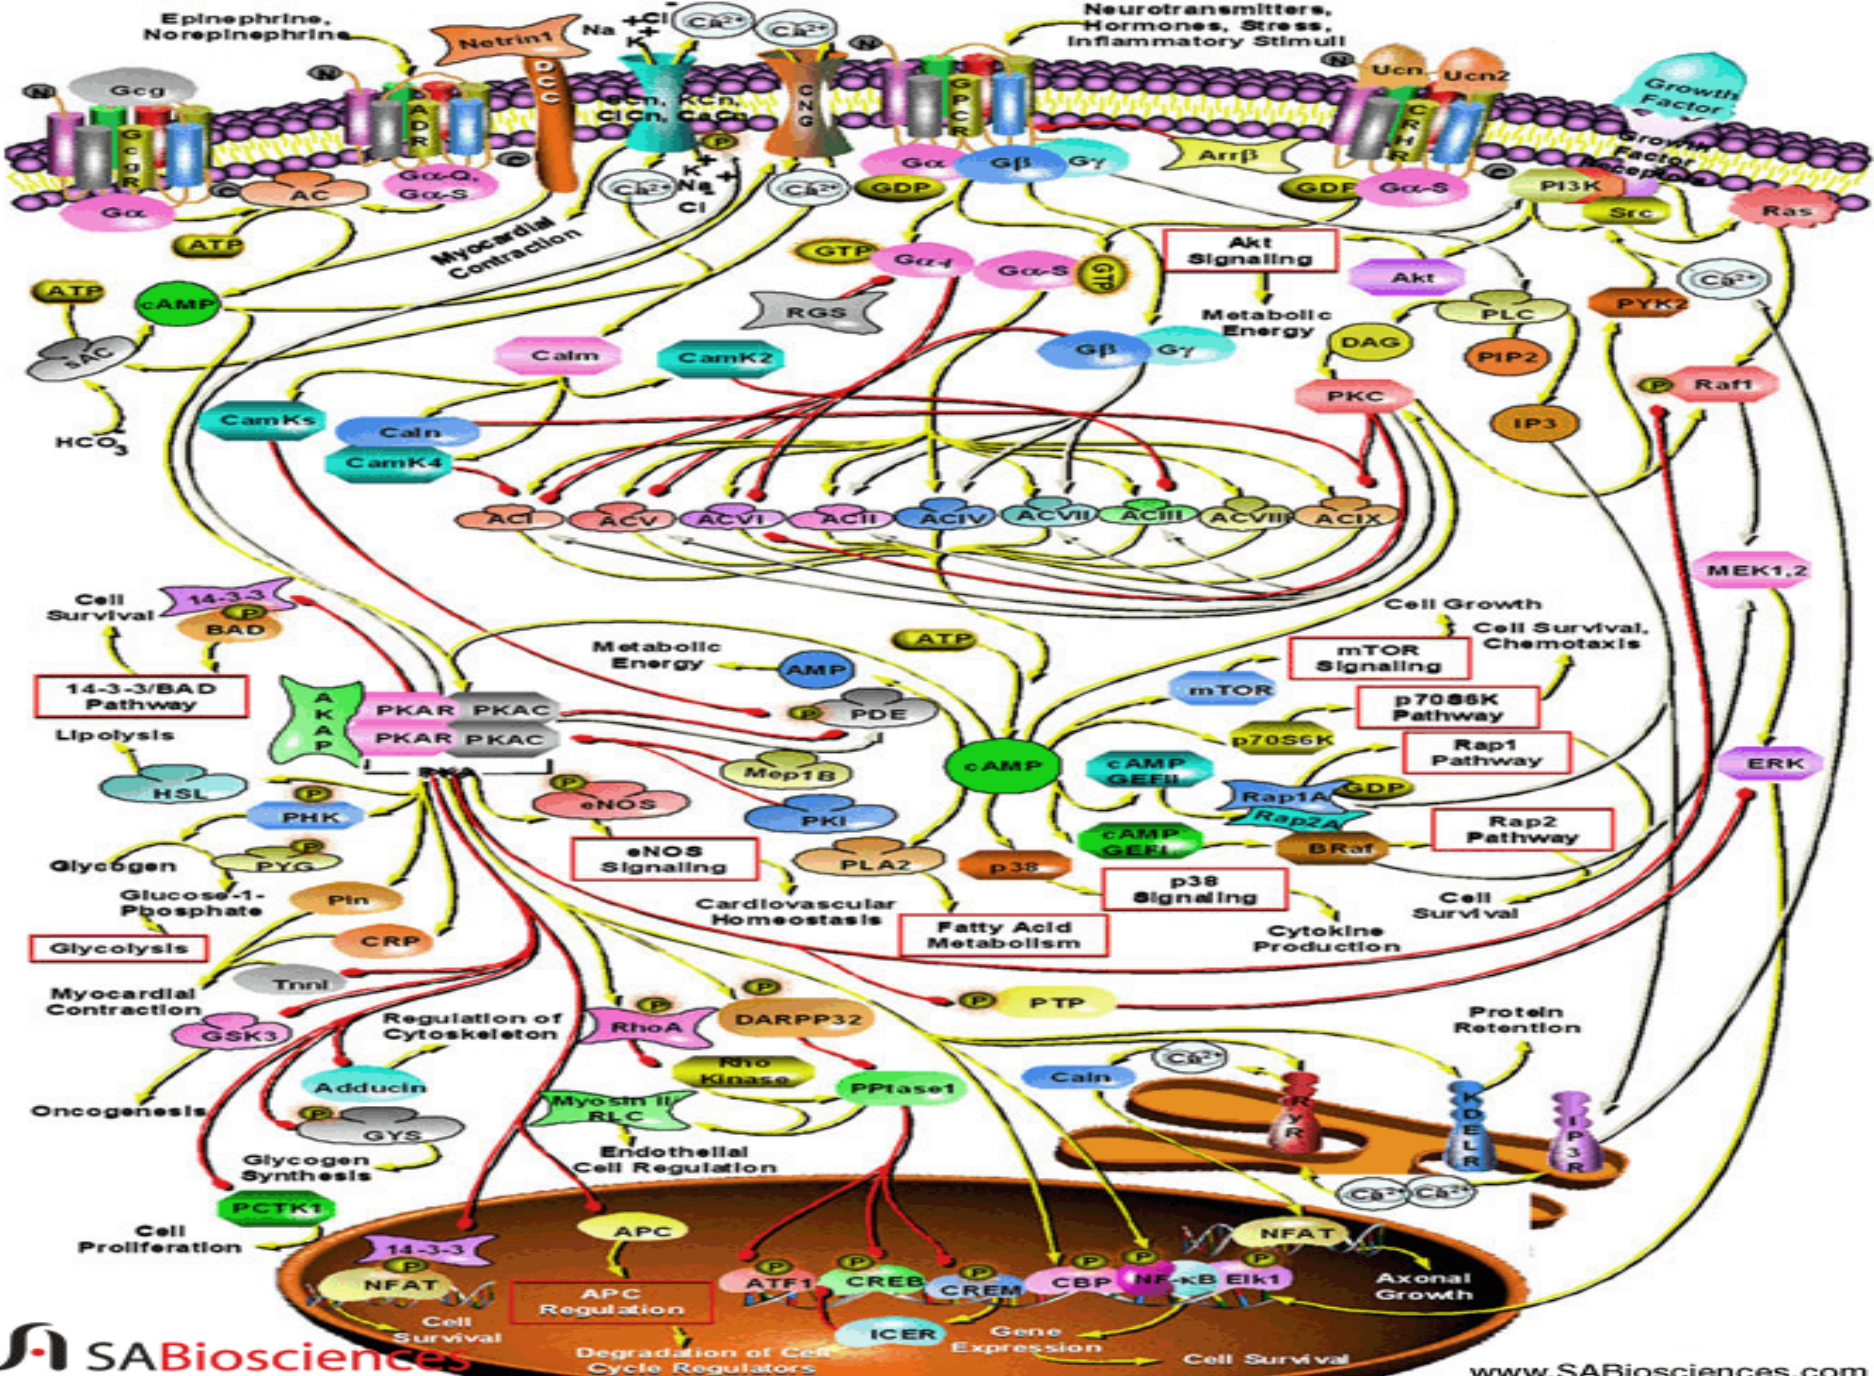 Epinephrine,
Norepinephrine
Netrin1
Na
Cl
K
Ca2+
Ca2+
Neurotransmitters,
Hormones, Stress,
Inflammatory Stimuli
N
Gcg
N
N
N
Ucn
Ucn2
Growth
Factor
GcgR
ADR
DCC
CNG
GPCR
CRHR
Growth
Factor
Receptor
P
Gα
C
AC
Gα-Q,
Gα-S
C
Ca2+
K
Na
Cl
Ca2+
Gα
Gβ
Gγ
GDP
Arrβ
GDP
Gα-S
C
PI3K
Src
Ras
ATP
Myocardial
Contraction
GTP
Gα-I
Gα-S
GTP
Akt
Signaling
Akt
Ca2+
ATP
cAMP
RGS
Metabolic
Energy
PLC
PYK2
sAC
Calm
CamK2
Gβ
Gγ
DAG
PIP2
HCO3
CamKs
Caln
CamK4
PKC
IP3
P
Raf1
ACI
ACV
ACVI
ACII
ACIV
ACVII
ACIII
ACVIII
ACIX
MEK1,2
Cell
Survival
14-3-3
P
BAD
14-3-3/BAD
Pathway
Metabolic
Energy
AMP
ATP
Cell Growth
mTOR
Signaling
Cell Survival,
Chemotaxis
AKAP
PKAR
PKAC
PKAR
PKAC
P
PDE
mTOR
p70S6K
Pathway
Lipolysis
HSL
PKA
Mep1B
cAMP
p70S6K
Rap1
Pathway
ERK
P
PHK
P
eNOS
PKI
cAMP
GEFII
Rap1A
GDP
Rap2A
Glycogen
P
PYG
eNOS
Signaling
PLA2
p38
cAMP
GEFI
BRaf
Rap2
Pathway
Glucose-1-
Phosphate
Pln
Cardiovascular
Homeostasis
Fatty Acid
Metabolism
p38
Signaling
Cytokine
Production
Cell
Survival
Glycolysis
CRP
TnnI
Myocardial
Contraction
GSK3
Regulation of
Cytoskeleton
P
RhoA
P
DARPP32
P
PTP
Protein
Retention
Oncogenesis
Adducin
P
GYS
Rho
Kinase
Myosin II/
RLC
PPtase1
Caln
Ca2+
RyR
KDELR
IP3R
Ca2+
Ca2+
Glycogen
Synthesis
Endothelial
Cell Regulation
PCTK1
Cell
Proliferation
14-3-3
P
NFAT
Cell
Survival
APC
APC
Regulation
Degradation of Cell
Cycle Regulators
P
ATF1
P
CREB
P
CREM
ICER
P
CBP
P
NF-κB
P
Elk1
NFAT
Axonal
Growth
Gene
Expression
Cell Survival
SABiosciences
www.SABiosciences.com